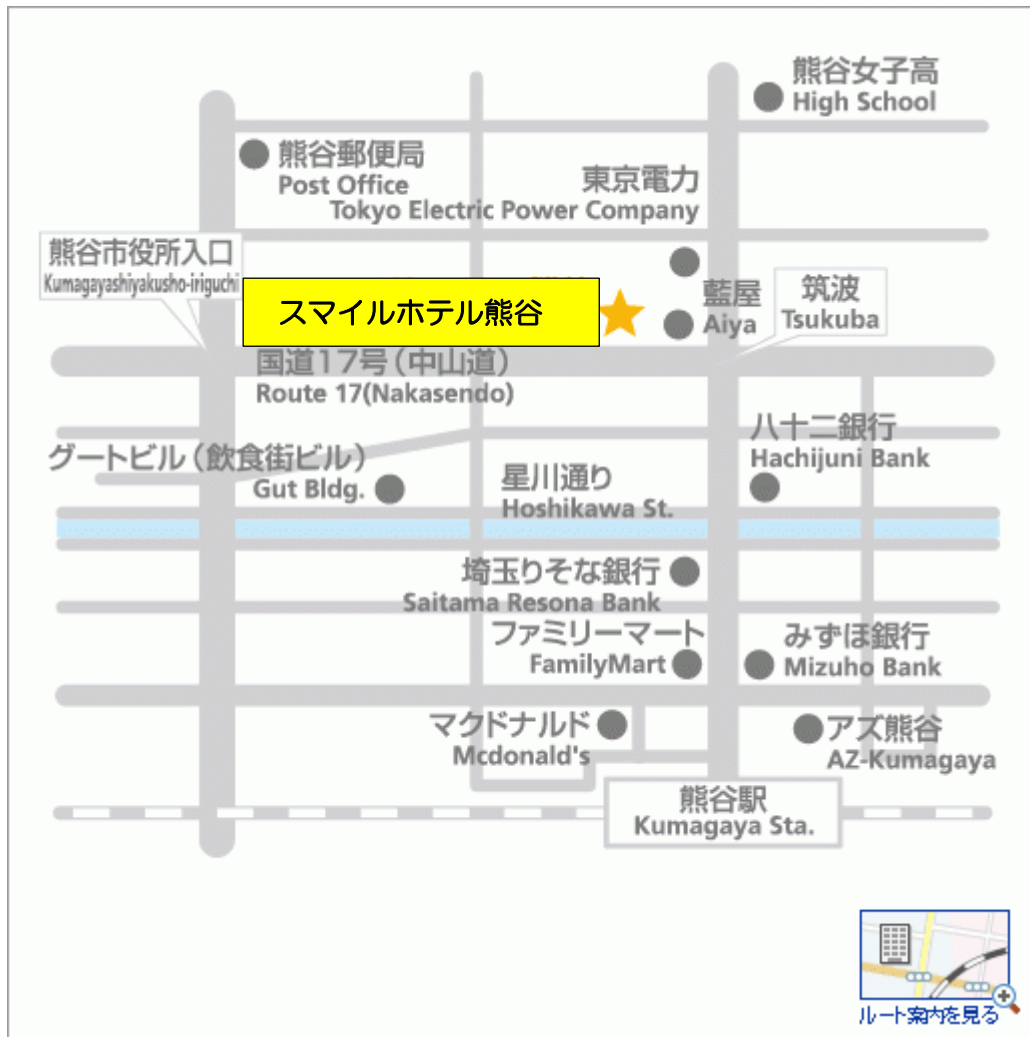 熊谷女子高
High School
熊谷郵便局
Post Office
東京電力
Tokyo Electric Power Company
熊谷市役所入口
Kumagayashiyakusho-iriguchi
スマイルホテル熊谷
藍屋
Aiya
筑波
Tsukuba
国道17号(中山道)
Route 17(Nakasendo)
八十二銀行
Hachijuni Bank
グートビル(飲食街ビル)
Gut Bldg.
星川通り
Hoshikawa St.
埼玉りそな銀行
Saitama Resona Bank
ファミリーマート
FamilyMart
みずほ銀行
Mizuho Bank
マクドナルド
Mcdonald's
アズ熊谷
AZ-Kumagaya
熊谷駅
Kumagaya Sta.
ルート案内を見る